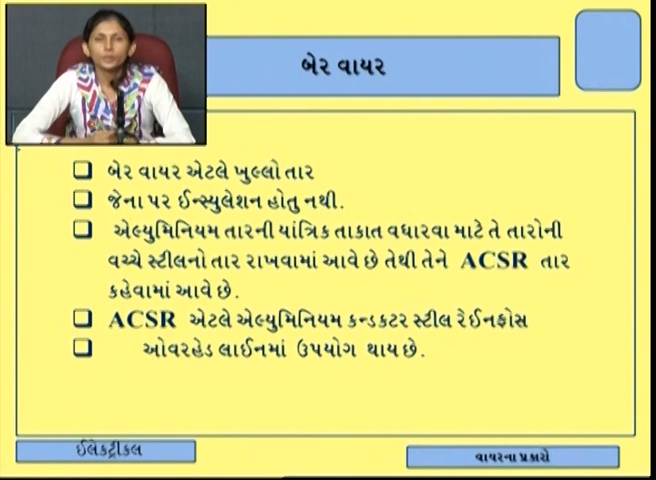 બેર વાયર
❑ બેર વાયર એટલે ખુલ્લો તાર
❑ જેના પર ઈન્સ્યુલેશન હોતુ નથી.
❑ એલ્યુમિનિયમ તારની યાંત્રિક તાકાત વધારવા માટે તે તારોની
વચ્ચે સ્ટીલનો તાર રાખવામાં આવે છે તેથી તેને ACSR તાર
કહેવામાં આવે છે.
❑ ACSR એટલે એલ્યુમિનિયમ કન્ડકટર સ્ટીલ રેઈનફોસ
❑ ઓવરહેડ લાઈનમાં ઉપયોગ થાય છે.
ઈલેકટ્રીકલ
વાયરના પ્રકારો